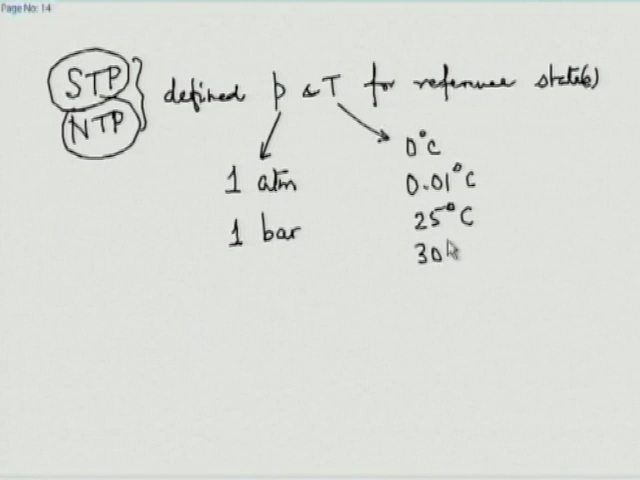 Page No: 14
STP } defined p & T for reference state(s)
NTP
0°C
1 atm 0.01°C
1 bar 25°C
30